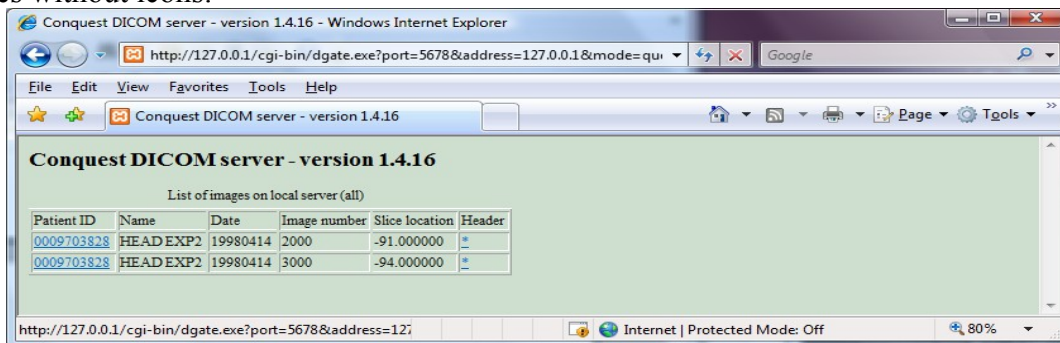 es without icons.
Conquest DICOM server - version 1.4.16 - Windows Internet Explorer
http://127.0.0.1/cgi-bin/dgate.exe?port=5678&address=127.0.0.1&mode=qu
Google
File Edit View Favorites Tools Help
Conquest DICOM server - version 1.4.16
Page Tools
Conquest DICOM server - version 1.4.16
List of images on local server (all)
Patient ID Name Date Image number Slice location Header
0009703828 HEAD EXP2 19980414 2000 -91.000000 *
0009703828 HEAD EXP2 19980414 3000 -94.000000 *
http://127.0.0.1/cgi-bin/dgate.exe?port=5678&address=127
Internet | Protected Mode: Off
80%